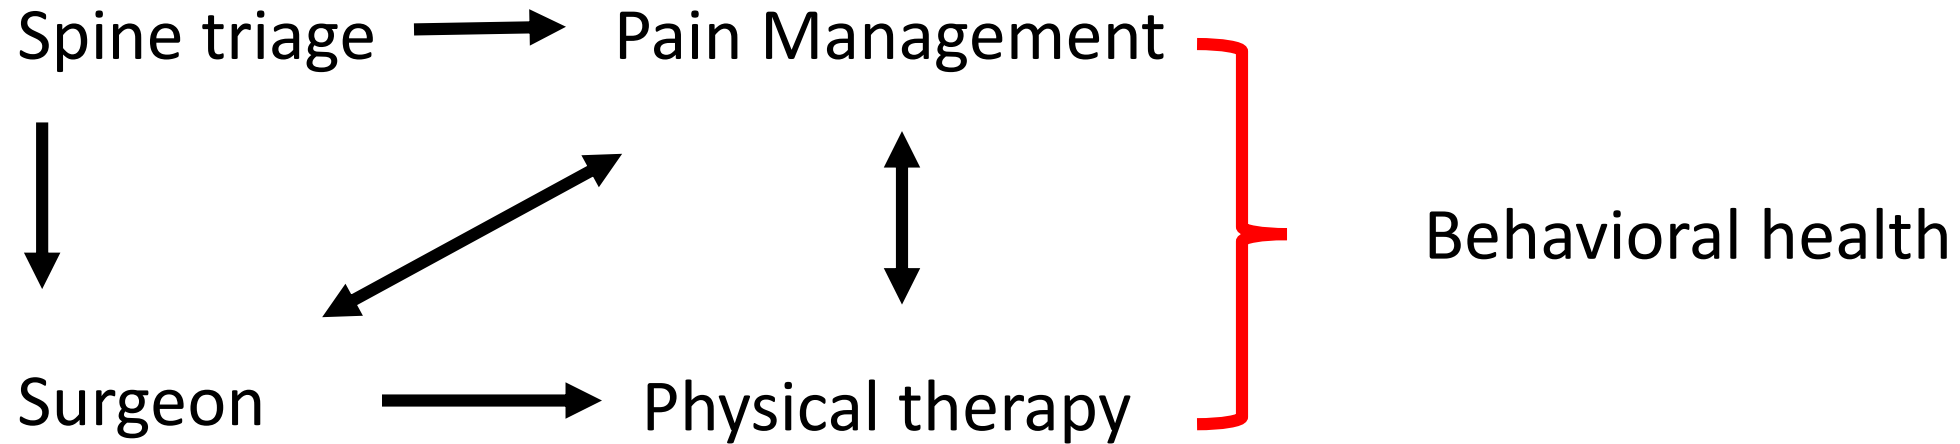 Spine triage
Pain Management
Behavioral health
Surgeon
Physical therapy